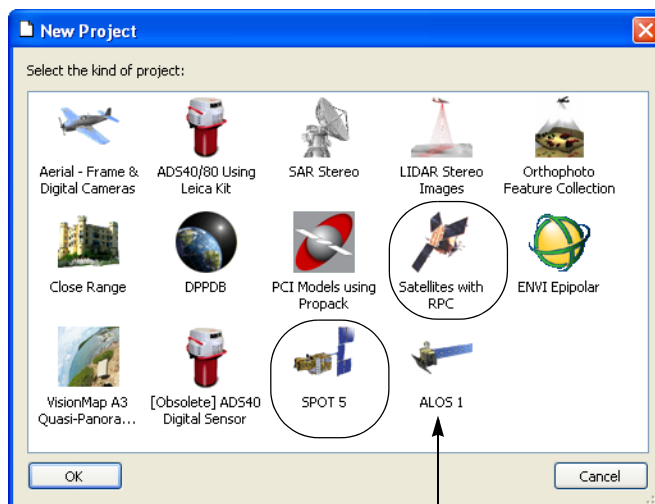 New Project
Select the kind of project:
Aerial - Frame &
Digital Cameras
ADS40/80 Using
Leica Kit
SAR Stereo
LIDAR Stereo
Images
Orthophoto
Feature Collection
Close Range
DPPDB
PCI Models using
Propack
Satellites with
RPC
ENVI Epipolar
VisionMap A3
Quasi-Panora...
[Obsolete] ADS40
Digital Sensor
SPOT 5
ALOS 1
OK
Cancel